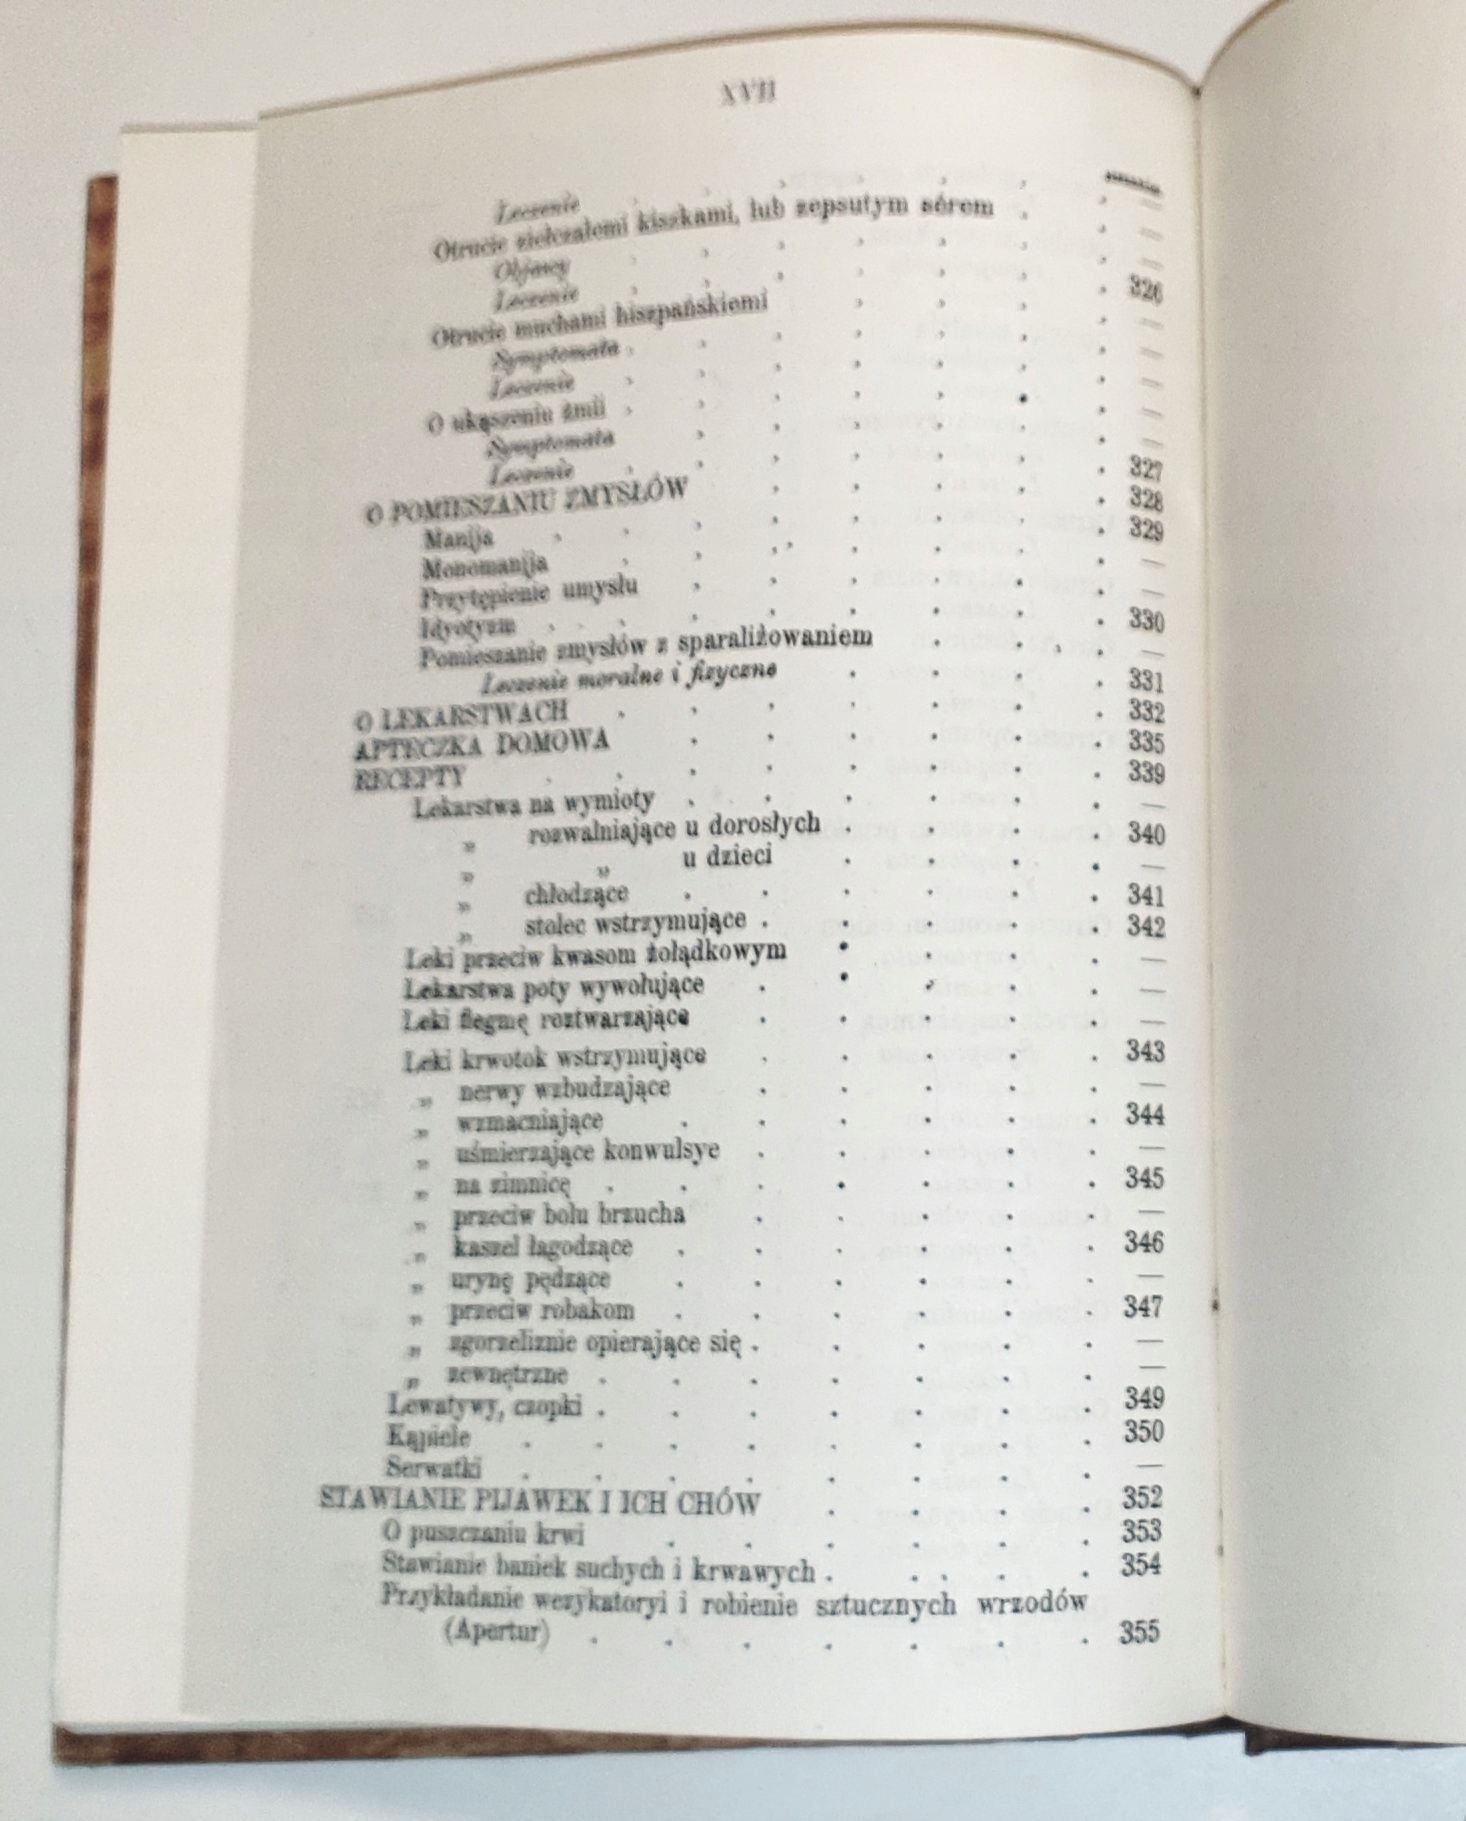 XVII
Leczenie . . . . . . . —
Otrucie zielczałemi kiszkami, lub zepsutym sérem . . —
Objawy . . . . . . . —
Leczenie . . . . . . . 326
Otrucie muchami hiszpańskiemi . . . . —
Symptomata . . . . . . . —
Leczenie . . . . . . . —
O ukąszeniu żmii . . . . . . . —
Symptomata . . . . . . —
Leczenie . . . . . . . 327
O POMIESZANIU ZMYSŁÓW . . . . . 328
Manija . . . . . . . . 329
Monomanija . . . . . . . —
Przytępienie umysłu . . . . . . —
Idyotyzm . . . . . . . . 330
Pomieszanie zmysłów z sparaliżowaniem . . . —
Leczenie moralne i fizyczne . . . . 331
O LEKARSTWACH . . . . . . . 332
APTECZKA DOMOWA . . . . . . 335
RECEPTY . . . . . . . . 339
Lekarstwa na wymioty . . . . . . —
„ rozwalniające u dorosłych . . . . 340
„ „ u dzieci . . . . —
„ chłodzące . . . . . . 341
„ stolec wstrzymujące . . . . . 342
Leki przeciw kwasom żołądkowym . . . . —
Lekarstwa poty wywołujące . . . . . —
Leki flegmę roztwarzające . . . . . —
Leki krwotok wstrzymujące . . . . . 343
„ nerwy wzbudzające . . . . . —
„ wzmacniające . . . . . . 344
„ uśmierzające konwulsye . . . . . —
„ na zimnicę . . . . . . . 345
„ przeciw bolu brzucha . . . . . —
„ kaszel łagodzące . . . . . . 346
„ urynę pędzące . . . . . . —
„ przeciw robakom . . . . . . 347
„ zgorzeliznie opierające się . . . . . —
„ zewnętrzne . . . . . . . —
Lewatywy, czopki . . . . . . . 349
Kąpiele . . . . . . . . 350
Serwatki . . . . . . . . —
STAWIANIE PIJAWEK I ICH CHÓW . . . . 352
O puszczaniu krwi . . . . . . 353
Stawianie baniek suchych i krwawych . . . . . 354
Przykładanie wezykatoryi i robienie sztucznych wrzodów
(Apertur) . . . . . . . 355